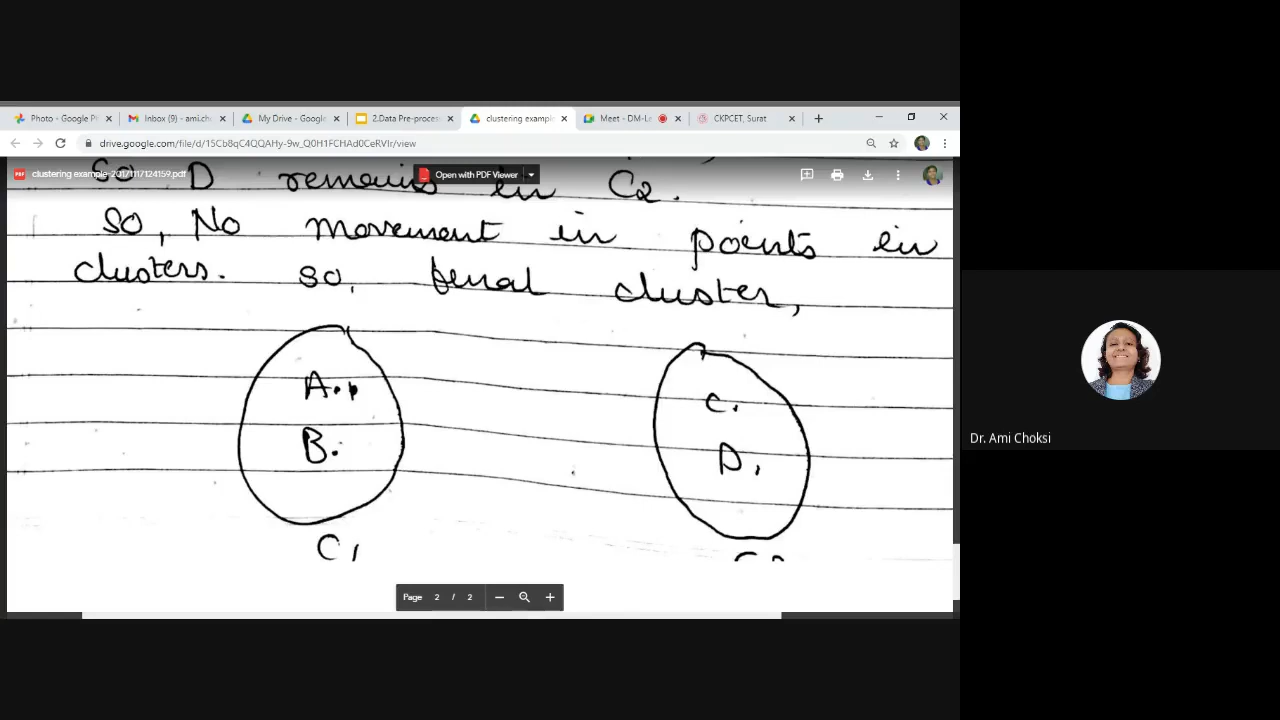 Photo - Google P
Inbox (9) - ami.ch
My Drive - Google
2.Data Pre-proces
clustering exampl
Meet - DM-Le
CKPCET, Surat
drive.google.com/file/d/15Cb8qC4QQAHy-9w_Q0H1FCHAd0CeRVIr/view
clustering example-20171117124159.pdf
Open with PDF Viewer
So D remains in C2.
So, No movement in points in
clusters. so, final cluster,
A.
B.
C1
C.
D.
C2
Page 2 / 2
Dr. Ami Choksi